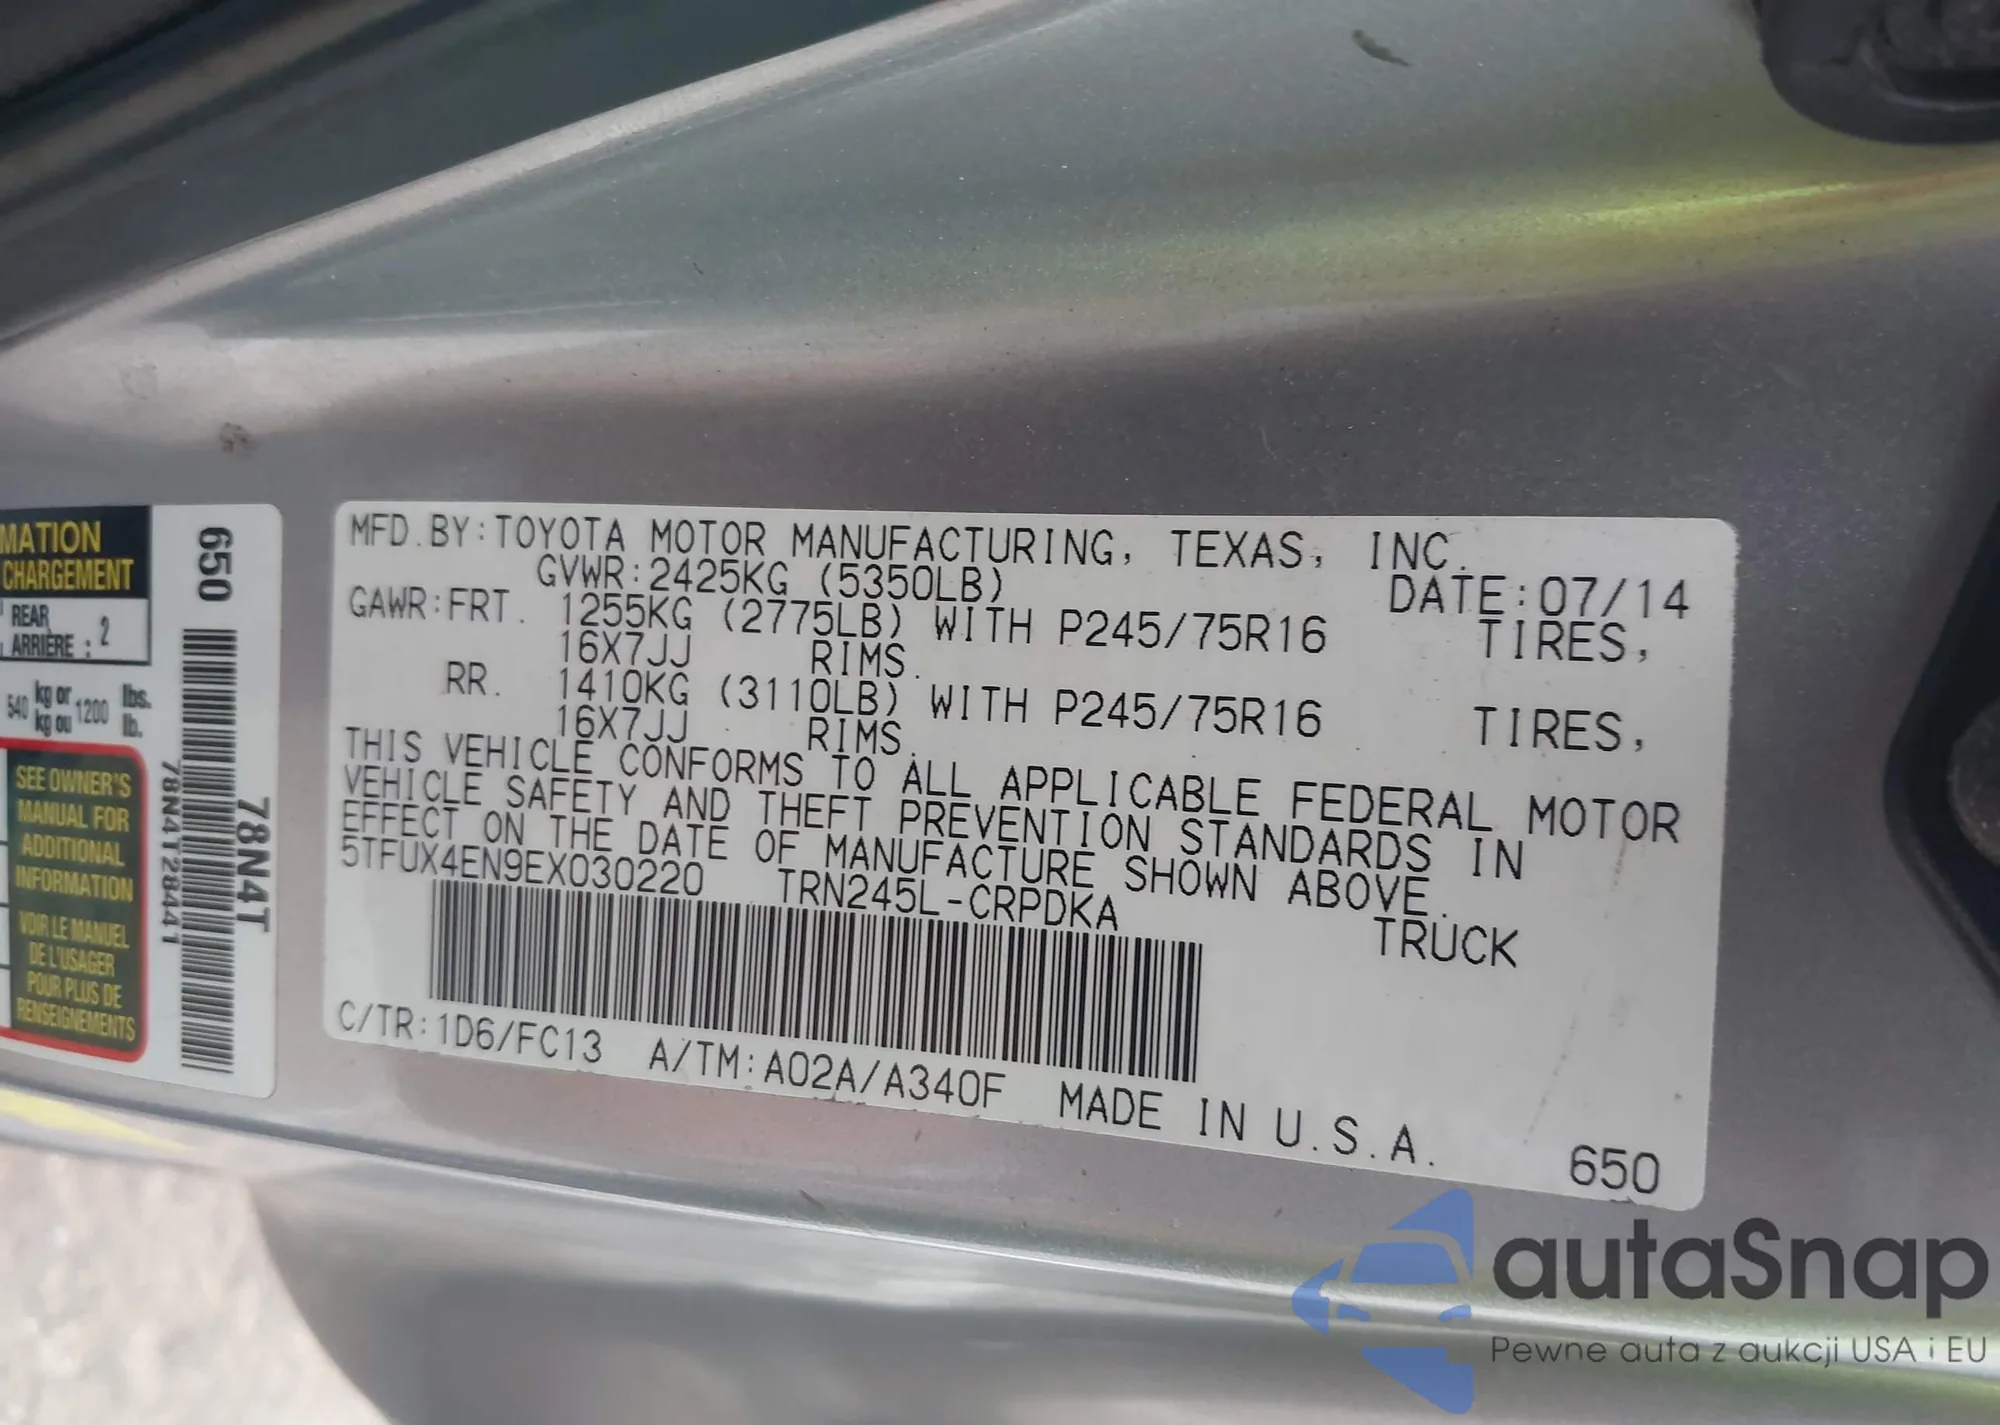 MATION
CHARGEMENT
REAR
ARRIÈRE : 2
540 kg or 1200 lbs.
kg ou lb.
SEE OWNER'S
MANUAL FOR
ADDITIONAL
INFORMATION
VOIR LE MANUEL
DE L'USAGER
POUR PLUS DE
RENSEIGNEMENTS
650
78N4T28441
78N4T
MFD.BY:TOYOTA MOTOR MANUFACTURING, TEXAS, INC.
GVWR:2425KG (5350LB) DATE:07/14
GAWR:FRT. 1255KG (2775LB) WITH P245/75R16 TIRES,
16X7JJ RIMS.
RR. 1410KG (3110LB) WITH P245/75R16 TIRES,
16X7JJ RIMS.
THIS VEHICLE CONFORMS TO ALL APPLICABLE FEDERAL MOTOR
VEHICLE SAFETY AND THEFT PREVENTION STANDARDS IN
EFFECT ON THE DATE OF MANUFACTURE SHOWN ABOVE.
5TFUX4EN9EX030220 TRN245L-CRPDKA TRUCK
C/TR:1D6/FC13 A/TM:A02A/A340F MADE IN U.S.A.
650
autaSnap
Pewne auta z aukcji USA i EU